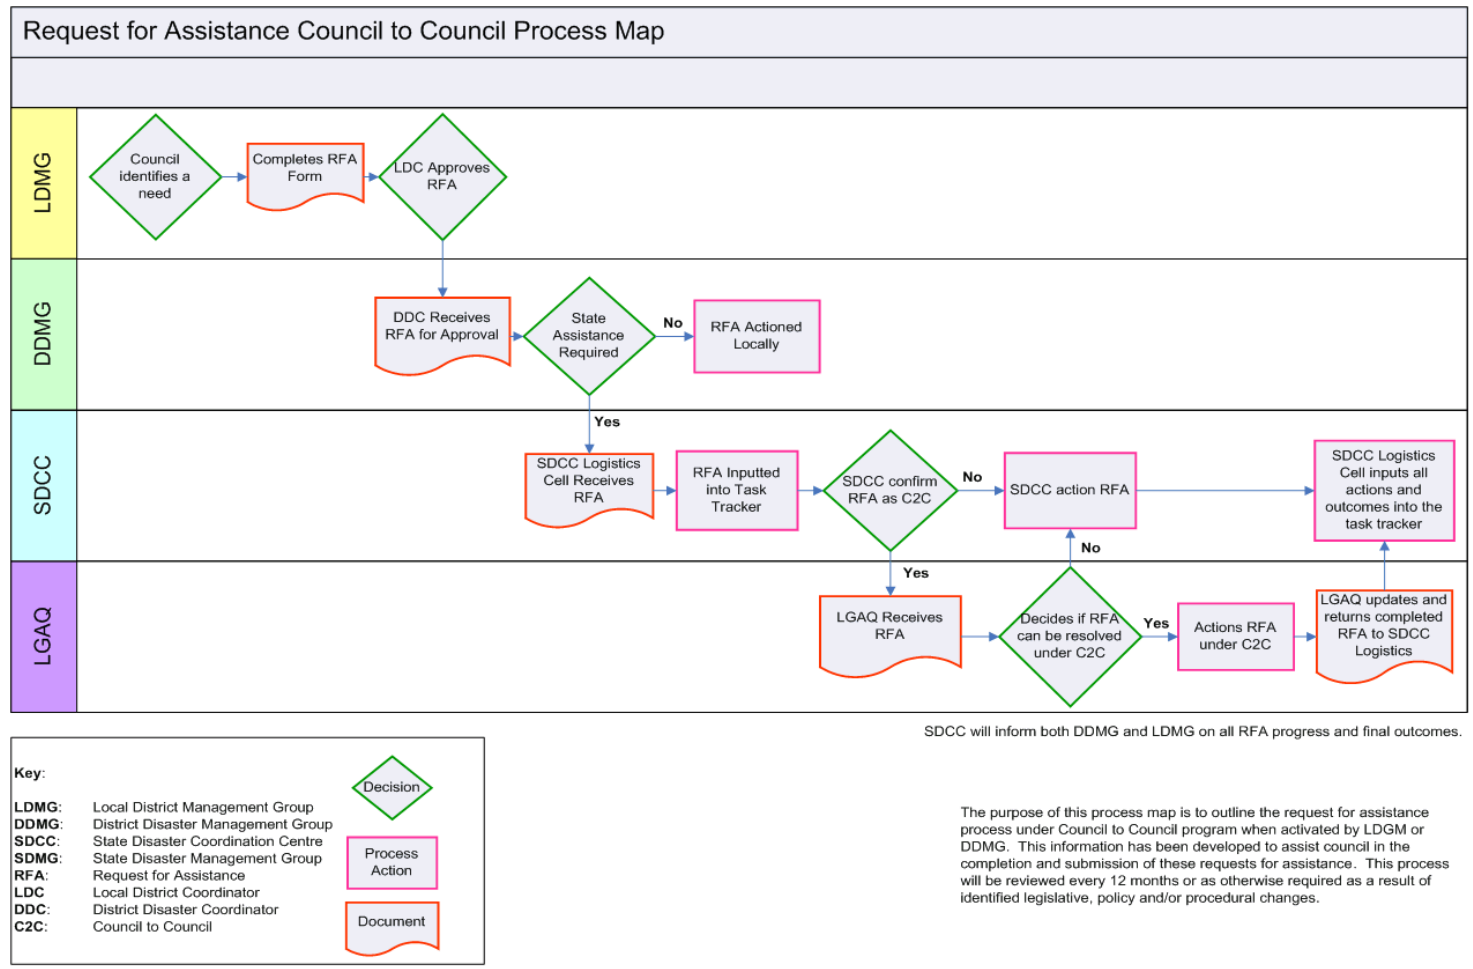 Request for Assistance Council to Council Process Map
LDMG
Council
identifies a
need
Completes RFA
Form
LDC Approves
RFA
DDMG
DDC Receives
RFA for Approval
State
Assistance
Required
No
RFA Actioned
Locally
Yes
SDCC
SDCC Logistics
Cell Receives
RFA
RFA Inputted
into Task
Tracker
SDCC confirm
RFA as C2C
No
SDCC action RFA
SDCC Logistics
Cell inputs all
actions and
outcomes into the
task tracker
No
Yes
LGAQ
LGAQ Receives
RFA
Decides if RFA
can be resolved
under C2C
Yes
Actions RFA
under C2C
LGAQ updates and
returns completed
RFA to SDCC
Logistics
SDCC will inform both DDMG and LDMG on all RFA progress and final outcomes.
Key:
LDMG: Local District Management Group
DDMG: District Disaster Management Group
SDCC: State Disaster Coordination Centre
SDMG: State Disaster Management Group
RFA: Request for Assistance
LDC Local District Coordinator
DDC: District Disaster Coordinator
C2C: Council to Council
Decision
Process
Action
Document
The purpose of this process map is to outline the request for assistance
process under Council to Council program when activated by LDGM or
DDMG.  This information has been developed to assist council in the
completion and submission of these requests for assistance.  This process
will be reviewed every 12 months or as otherwise required as a result of
identified legislative, policy and/or procedural changes.